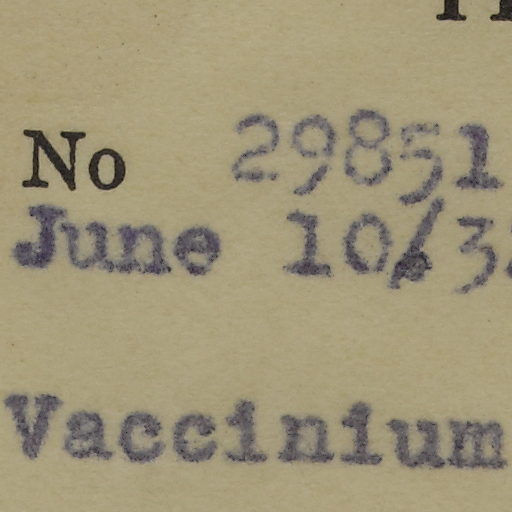 No 29851
June 10/3
Vaccinium